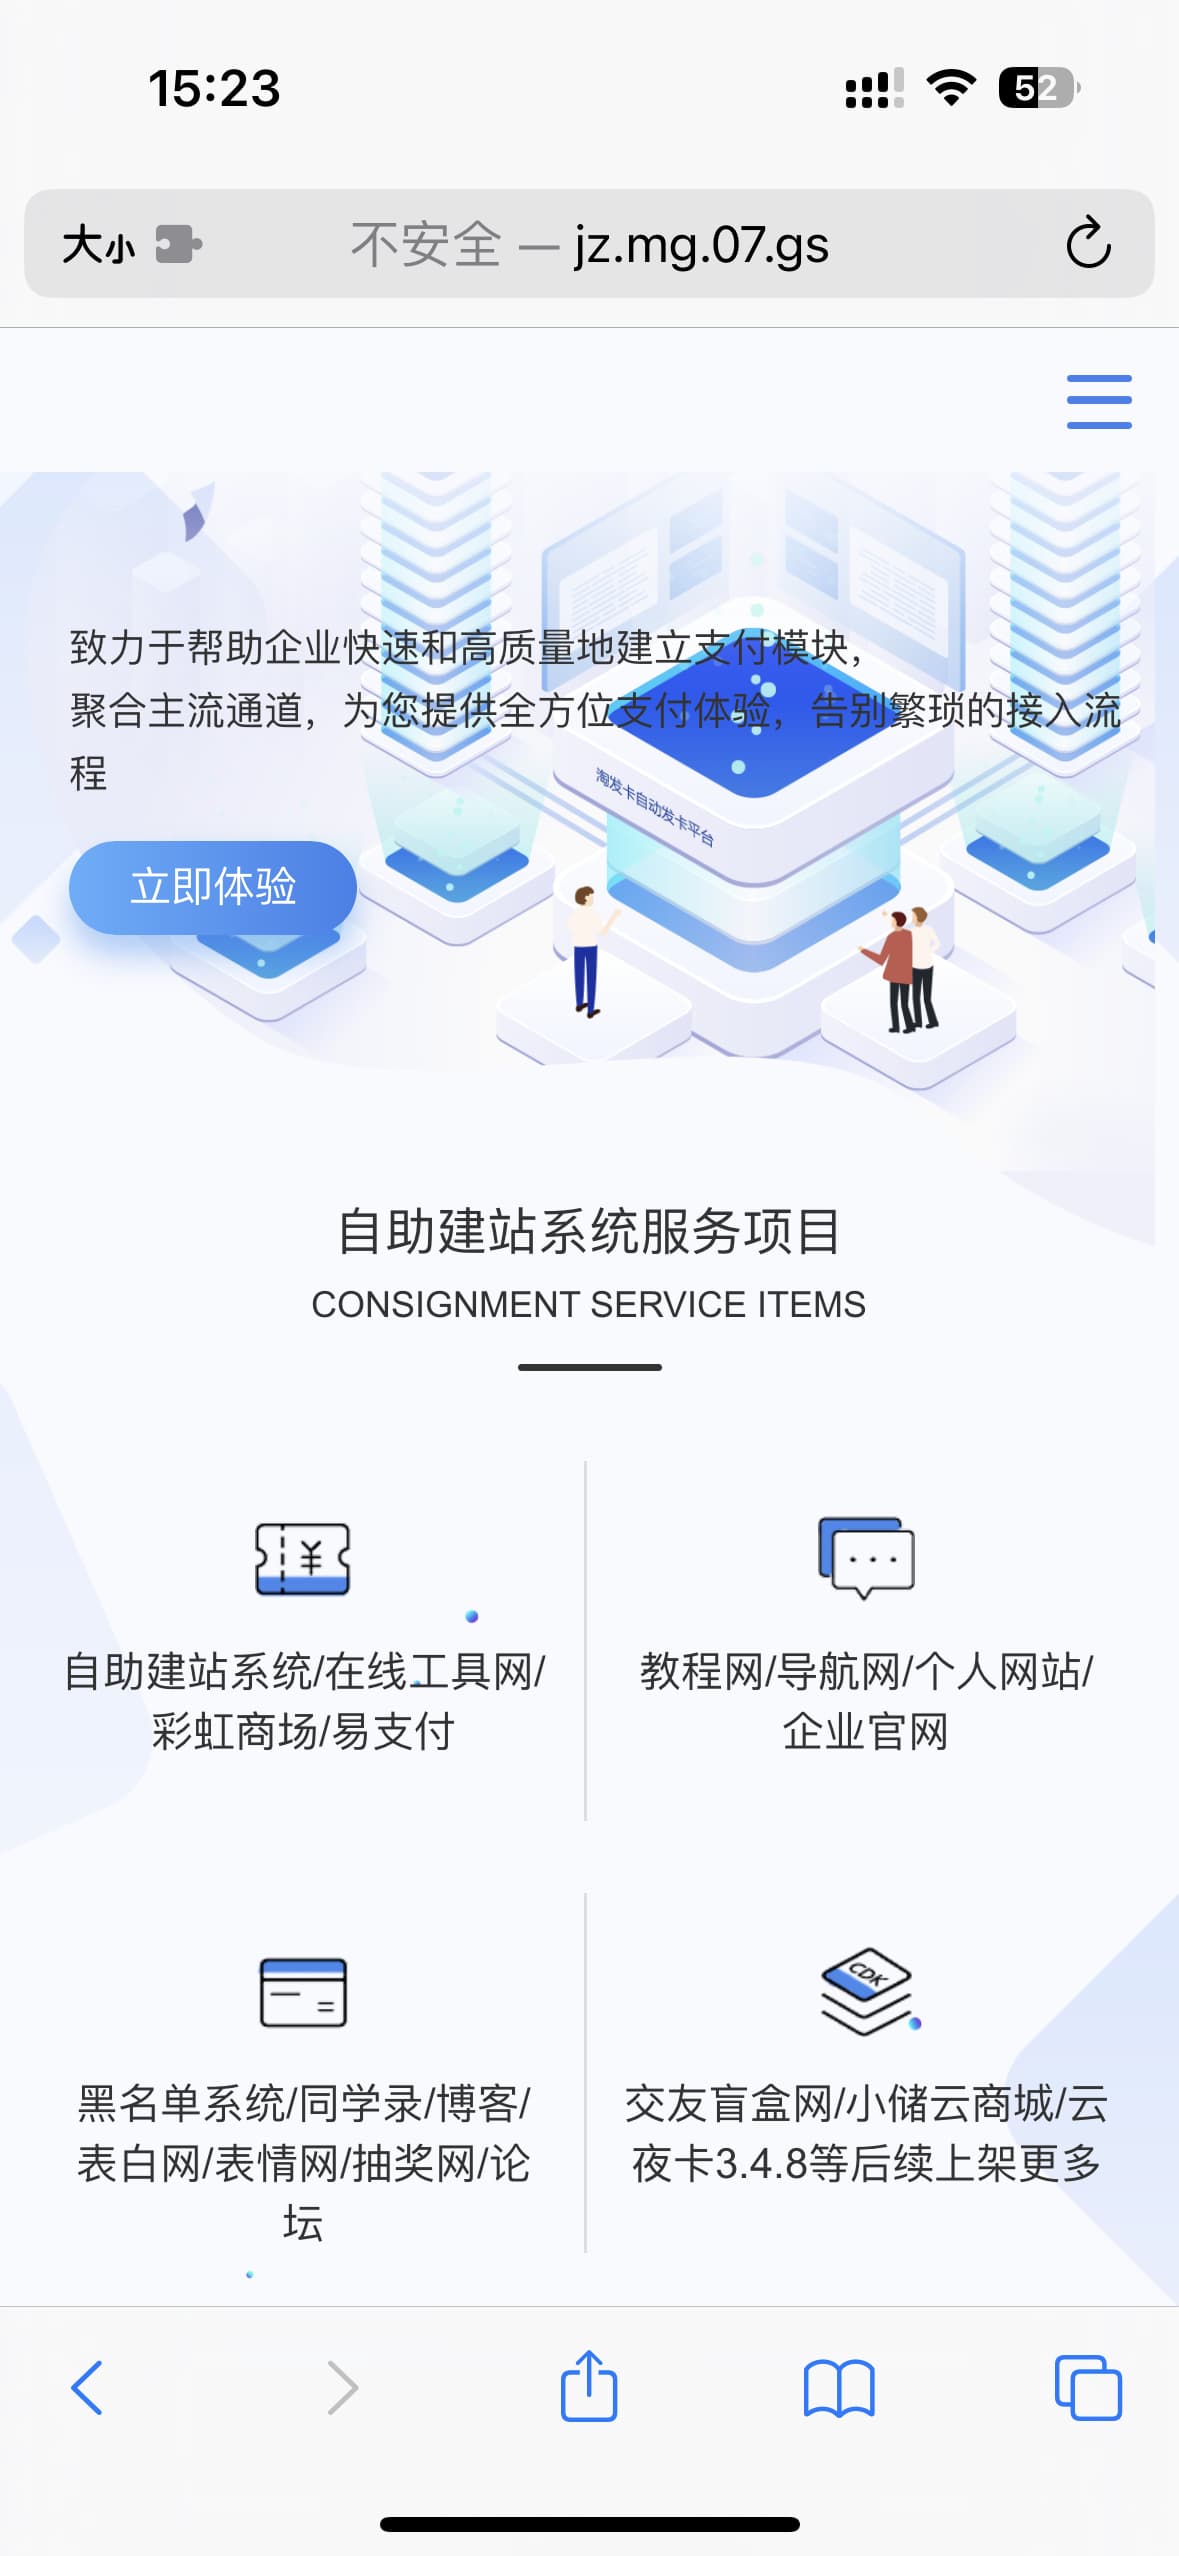 15:23
52
大小 不安全 — jz.mg.07.gs
致力于帮助企业快速和高质量地建立支付模块，
聚合主流通道，为您提供全方位支付体验，告别繁琐的接入流
程
淘发卡自动发卡平台
立即体验
自助建站系统服务项目
CONSIGNMENT SERVICE ITEMS
自助建站系统/在线工具网/
彩虹商场/易支付
教程网/导航网/个人网站/
企业官网
CDK
黑名单系统/同学录/博客/
表白网/表情网/抽奖网/论
坛
交友盲盒网/小储云商城/云
夜卡3.4.8等后续上架更多